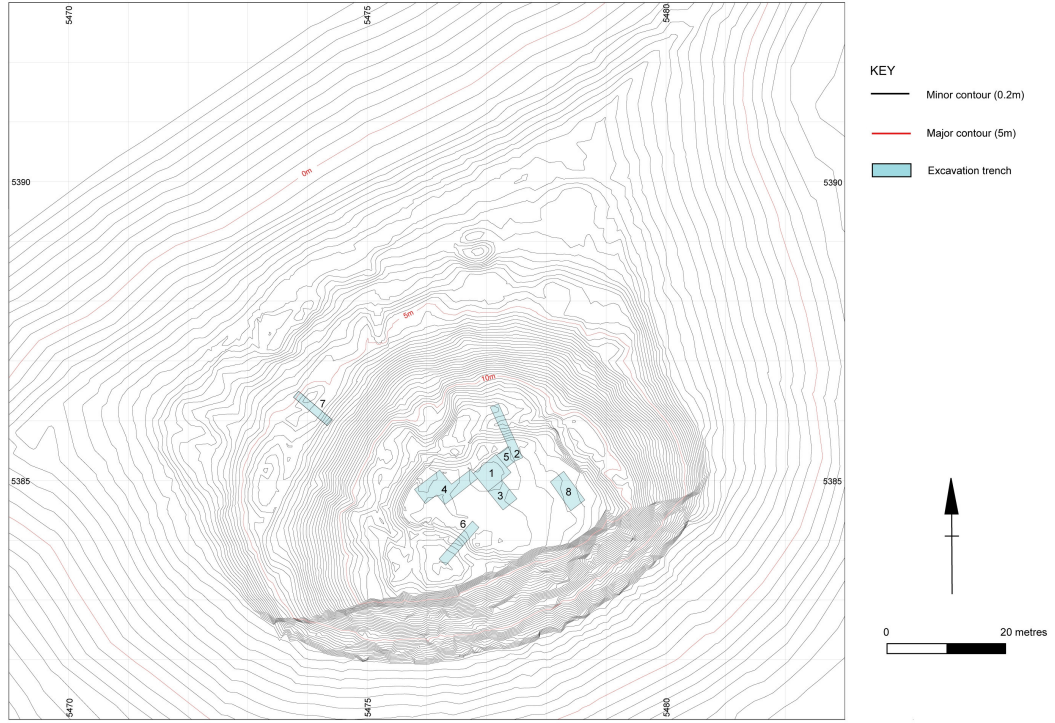 5470
5475
5480
KEY
Minor contour (0.2m)
Major contour (5m)
Excavation trench
0m
5390
5390
5m
10m
7
5
2
1
4
3
8
6
5385
5385
0
20 metres
5470
5475
5480